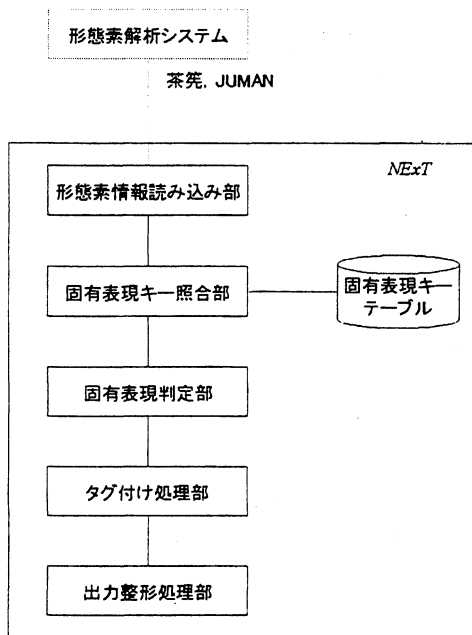 形態素解析システム
茶筅, JUMAN
NExT
形態素情報読み込み部
固有表現キー照合部
固有表現キー
テーブル
固有表現判定部
タグ付け処理部
出力整形処理部